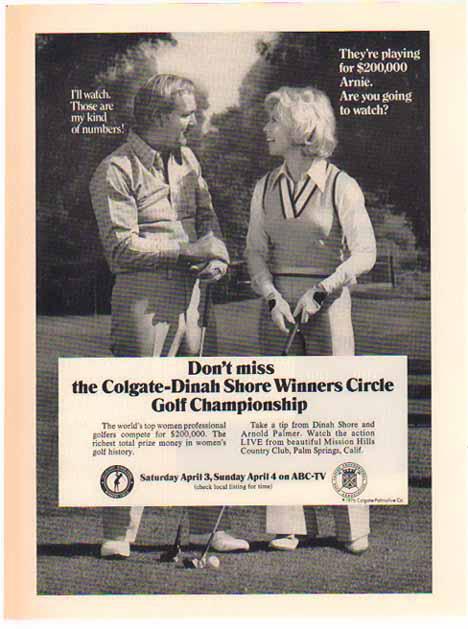 They're playing
for $200,000
Arnie.
Are you going
to watch?
I'll watch.
Those are
my kind
of numbers!
Don't miss
the Colgate-Dinah Shore Winners Circle
Golf Championship
The world's top women professional
golfers compete for $200,000. The
richest total prize money in women's
golf history.
Take a tip from Dinah Shore and
Arnold Palmer. Watch the action
LIVE from beautiful Mission Hills
Country Club, Palm Springs, Calif.
Saturday April 3, Sunday April 4 on ABC-TV
(check local listing for time)
Colgate-Palmolive Co.